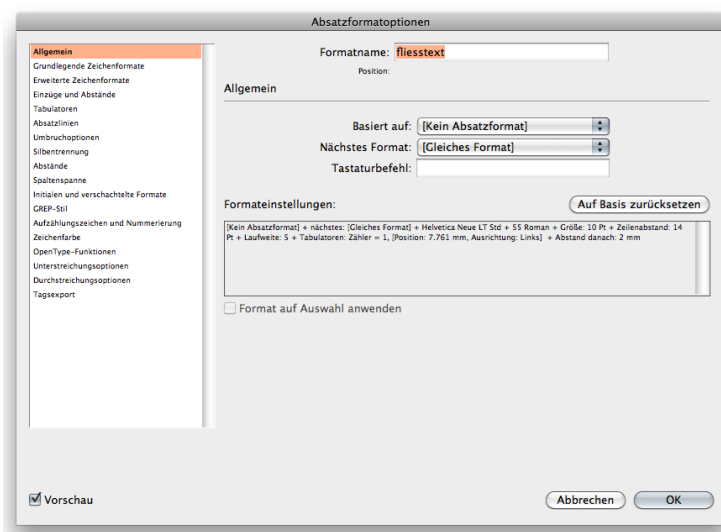 Absatzformatoptionen
Allgemein
Grundlegende Zeichenformate
Erweiterte Zeichenformate
Einzüge und Abstände
Tabulatoren
Absatzlinien
Umbruchoptionen
Silbentrennung
Abstände
Spaltenspanne
Initialen und verschachtelte Formate
GREP-Stil
Aufzählungszeichen und Nummerierung
Zeichenfarbe
OpenType-Funktionen
Unterstreichungsoptionen
Durchstreichungsoptionen
Tagsexport
Formatname: fliesstext
Position:
Allgemein
Basiert auf: [Kein Absatzformat]
Nächstes Format: [Gleiches Format]
Tastaturbefehl:
Formateinstellungen:
Auf Basis zurücksetzen
[Kein Absatzformat] + nächstes: [Gleiches Format] + Helvetica Neue LT Std + 55 Roman + Größe: 10 Pt + Zeilenabstand: 14
Pt + Laufweite: 5 + Tabulatoren: Zähler = 1, [Position: 7.761 mm, Ausrichtung: Links] + Abstand danach: 2 mm
Format auf Auswahl anwenden
Vorschau
Abbrechen
OK